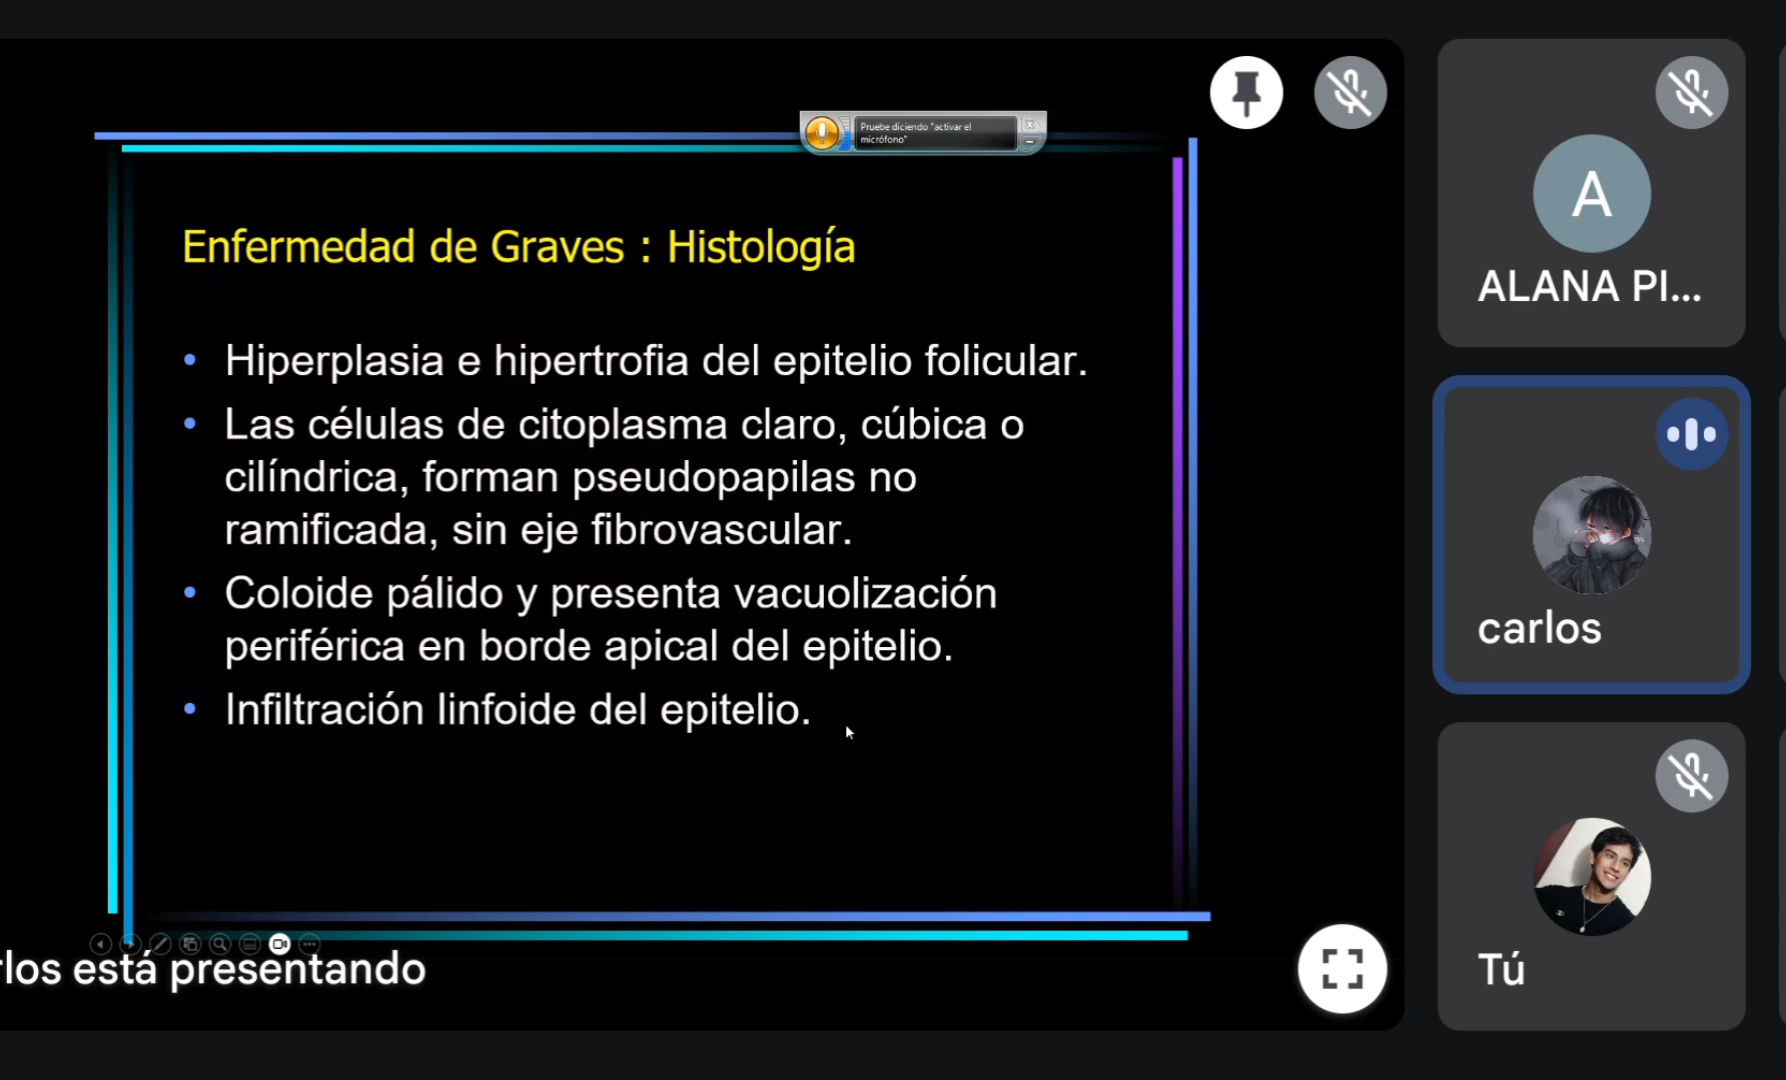 Pruebe diciendo "activar el
micrófono"
Enfermedad de Graves : Histología
• Hiperplasia e hipertrofia del epitelio folicular.
• Las células de citoplasma claro, cúbica o
cilíndrica, forman pseudopapilas no
ramificada, sin eje fibrovascular.
• Coloide pálido y presenta vacuolización
periférica en borde apical del epitelio.
• Infiltración linfoide del epitelio.
rlos está presentando
A
ALANA PI...
carlos
Tú